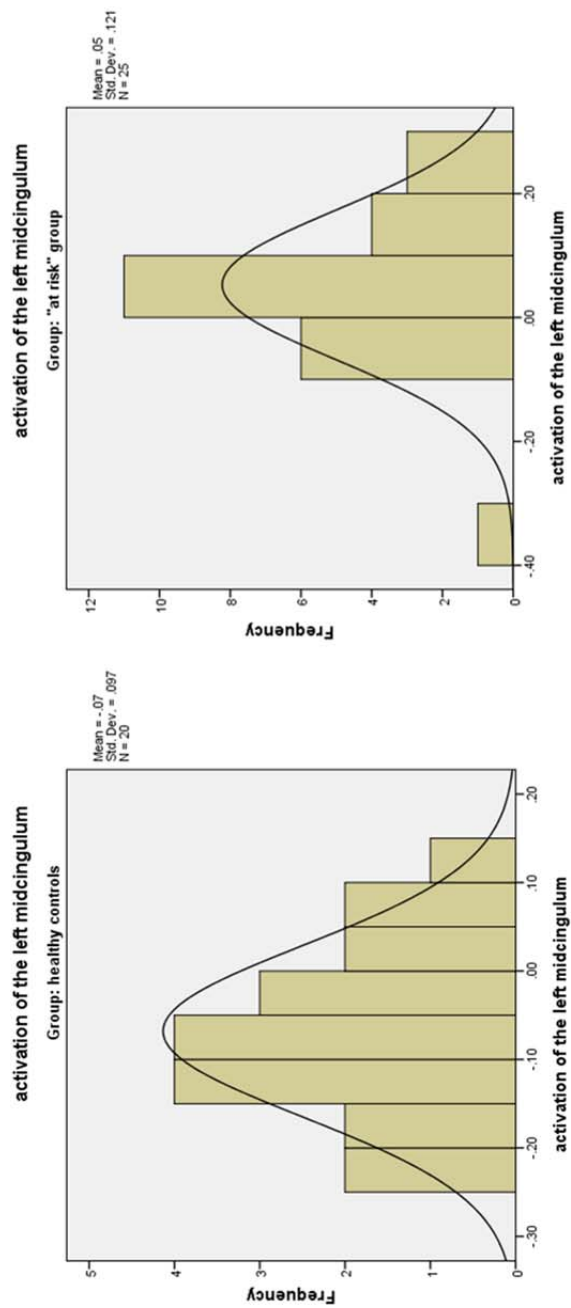 activation of the left midcingulum
Group: healthy controls
Mean = -.07
Std. Dev. = .097
N = 20
Frequency
5
4
3
2
1
0
-.30
-.20
-.10
.00
.10
.20
activation of the left midcingulum
activation of the left midcingulum
Group: "at risk" group
Mean = .05
Std. Dev. = .121
N = 25
Frequency
12
10
8
6
4
2
0
-.40
-.20
.00
.20
activation of the left midcingulum